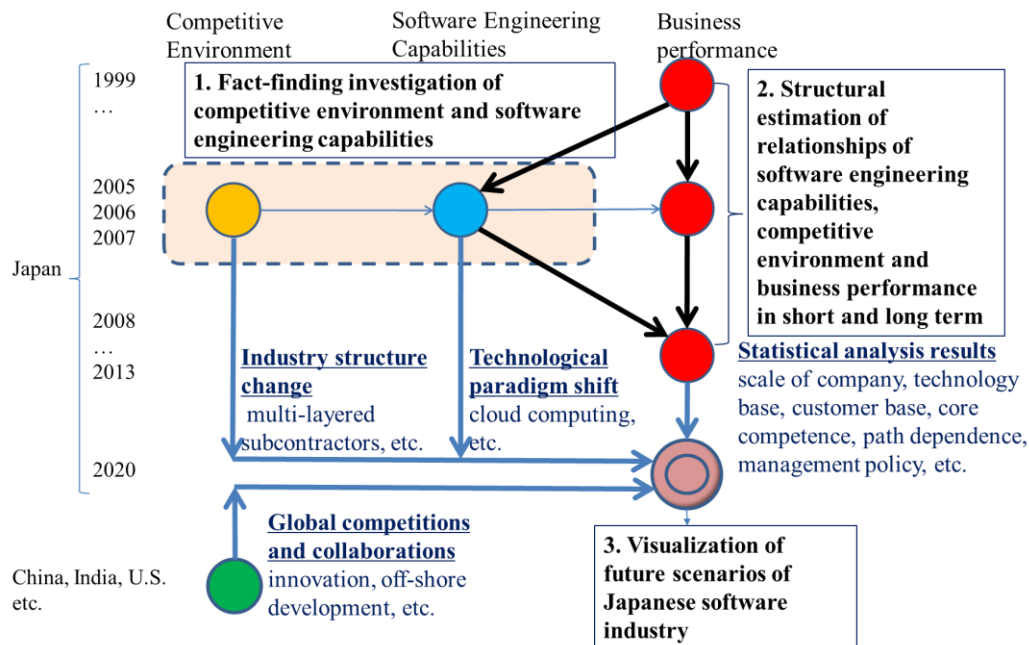 Competitive
Environment
Software Engineering
Capabilities
Business
performance
1999
...
1. Fact-finding investigation of
competitive environment and software
engineering capabilities
2. Structural
estimation of
relationships of
software engineering
capabilities,
competitive
environment and
business performance
in short and long term
2005
2006
2007
Japan
2008
...
2013
Industry structure
change
multi-layered
subcontractors, etc.
Technological
paradigm shift
cloud computing,
etc.
Statistical analysis results
scale of company, technology
base, customer base, core
competence, path dependence,
management policy, etc.
2020
Global competitions
and collaborations
innovation, off-shore
development, etc.
China, India, U.S.
etc.
3. Visualization of
future scenarios of
Japanese software
industry